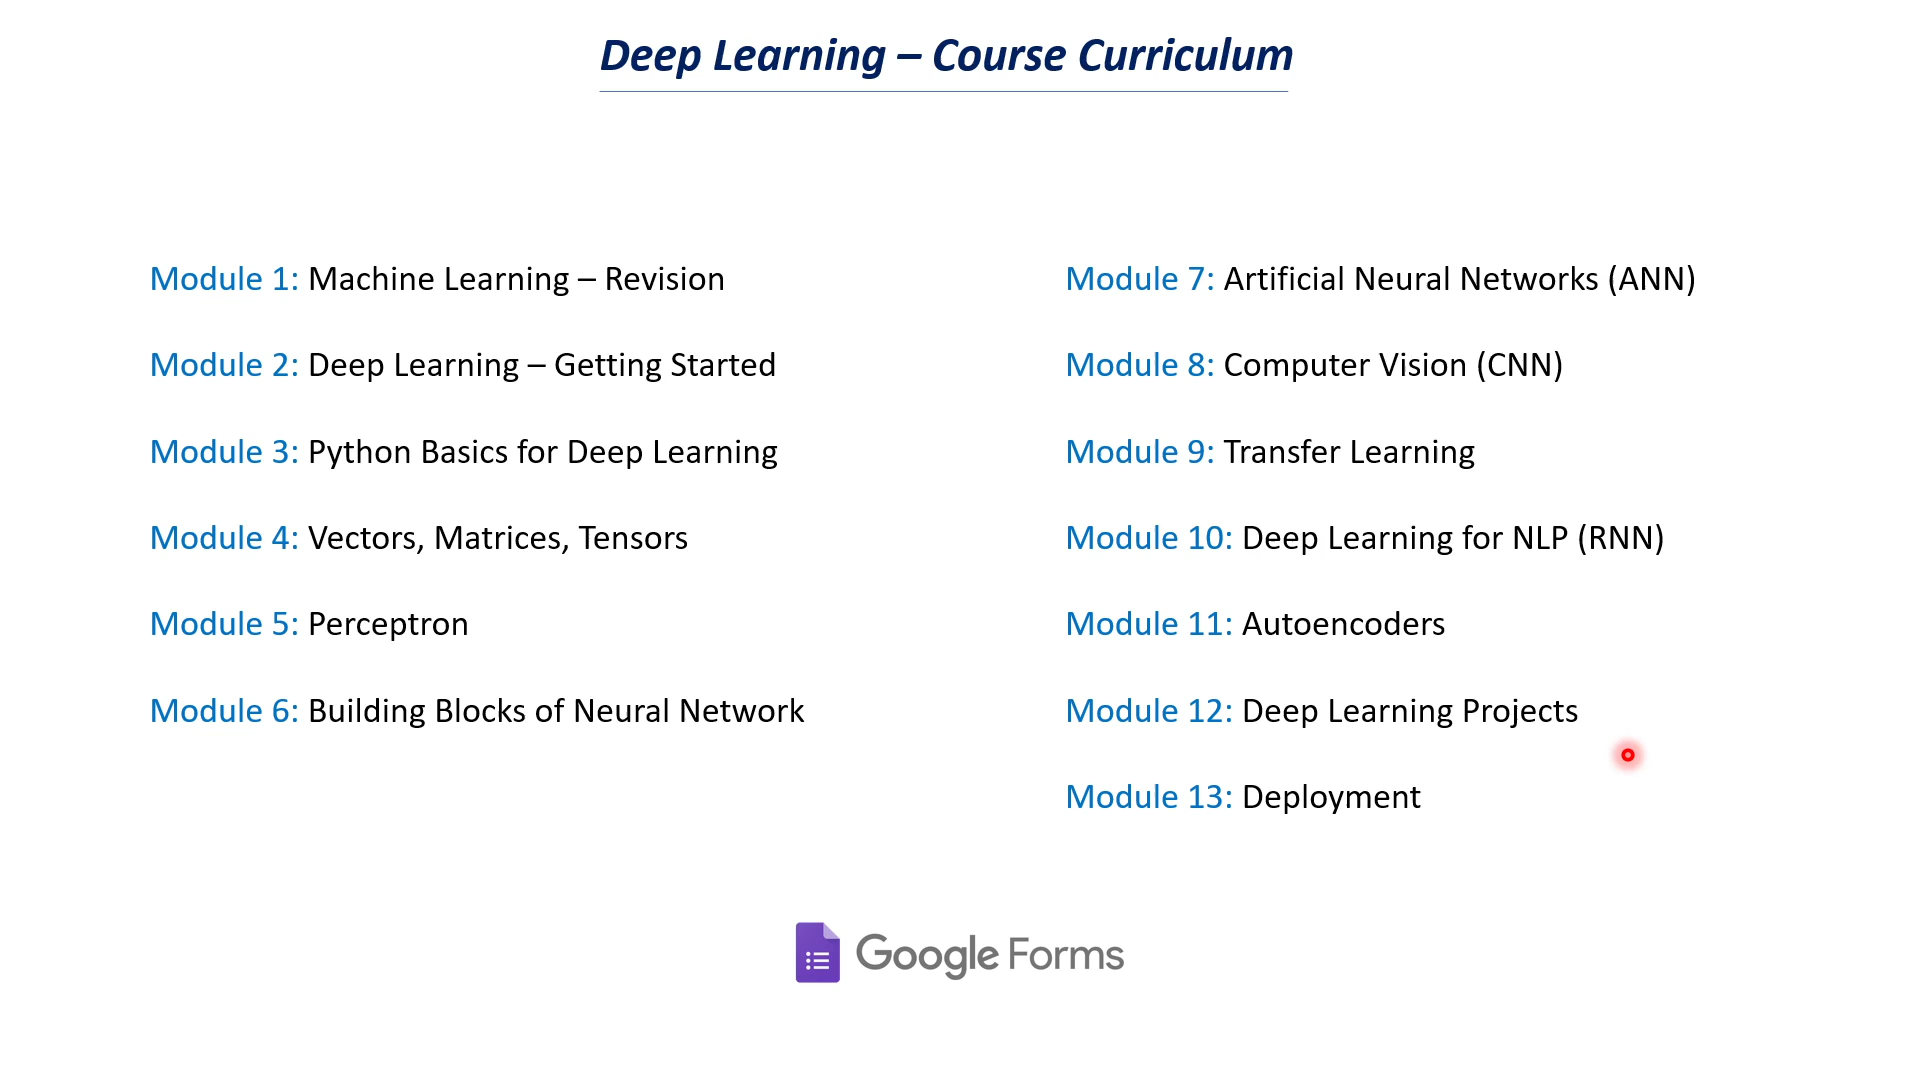 Deep Learning – Course Curriculum
Module 1: Machine Learning – Revision
Module 2: Deep Learning – Getting Started
Module 3: Python Basics for Deep Learning
Module 4: Vectors, Matrices, Tensors
Module 5: Perceptron
Module 6: Building Blocks of Neural Network
Module 7: Artificial Neural Networks (ANN)
Module 8: Computer Vision (CNN)
Module 9: Transfer Learning
Module 10: Deep Learning for NLP (RNN)
Module 11: Autoencoders
Module 12: Deep Learning Projects
Module 13: Deployment
Google Forms